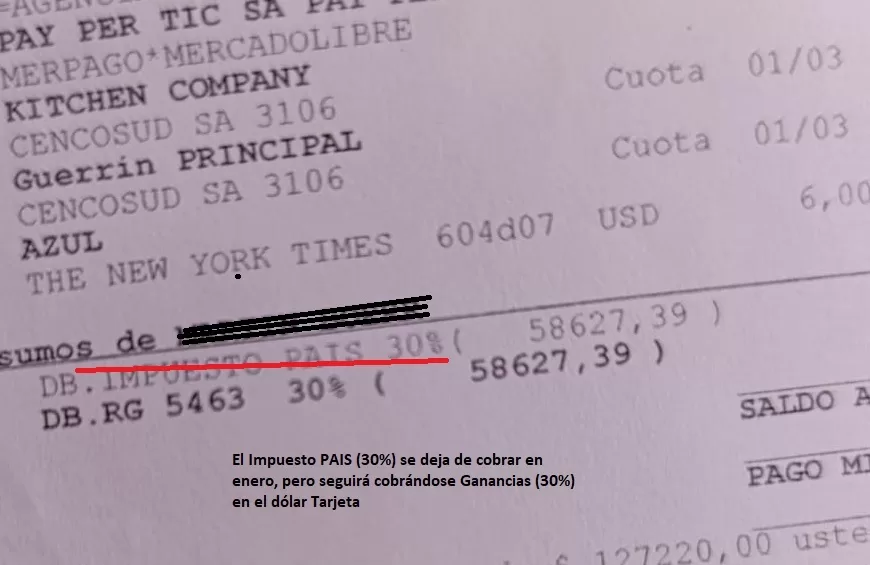 PAY PER TIC SA PAY
MERPAGO*MERCADOLIBRE
KITCHEN COMPANY
CENCOSUD SA 3106 Cuota 01/03
Guerrin PRINCIPAL
CENCOSUD SA 3106 Cuota 01/03
AZUL
THE NEW YORK TIMES 604d07 USD 6,00
sumos de
DB.IMPUESTO PAIS 30%( 58627,39 )
DB.RG 5463 30% ( 58627,39 )
SALDO A
PAGO MI
127220,00 uste
El Impuesto PAIS (30%) se deja de cobrar en
enero, pero seguirá cobrándose Ganancias (30%)
en el dólar Tarjeta